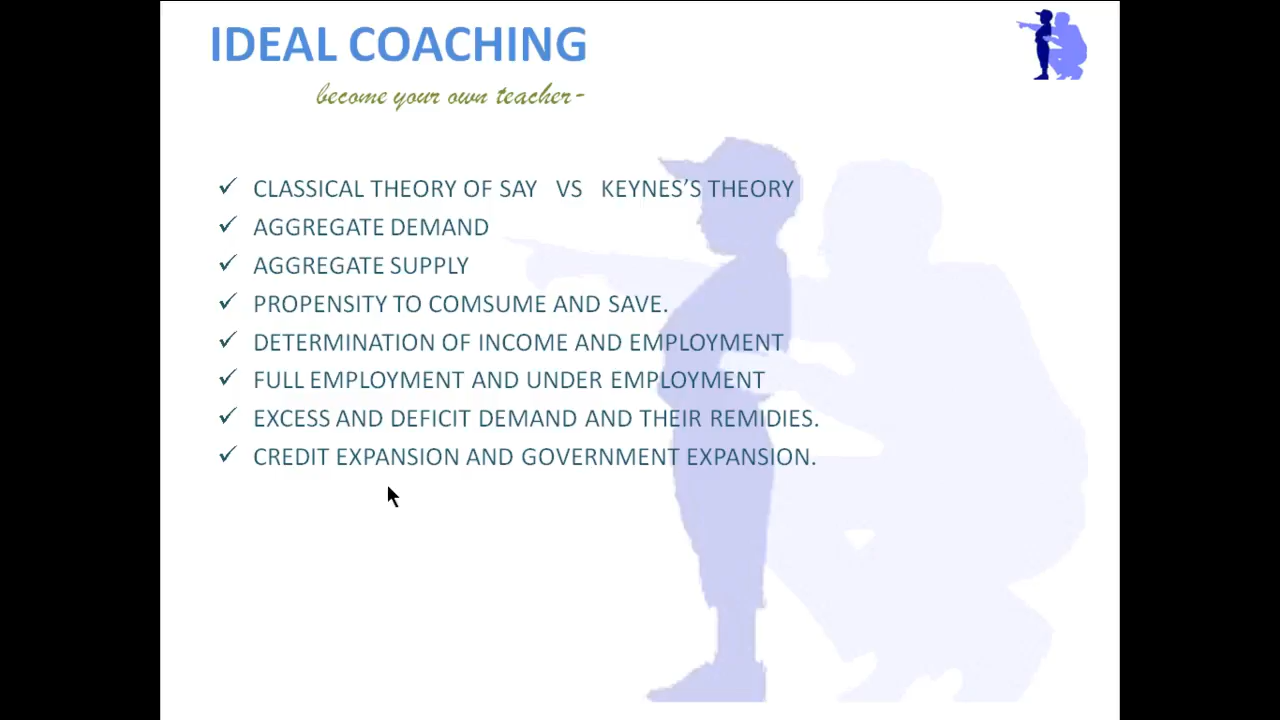 IDEAL COACHING
become your own teacher-
✓ CLASSICAL THEORY OF SAY VS KEYNES'S THEORY
✓ AGGREGATE DEMAND
✓ AGGREGATE SUPPLY
✓ PROPENSITY TO COMSUME AND SAVE.
✓ DETERMINATION OF INCOME AND EMPLOYMENT
✓ FULL EMPLOYMENT AND UNDER EMPLOYMENT
✓ EXCESS AND DEFICIT DEMAND AND THEIR REMIDIES.
✓ CREDIT EXPANSION AND GOVERNMENT EXPANSION.